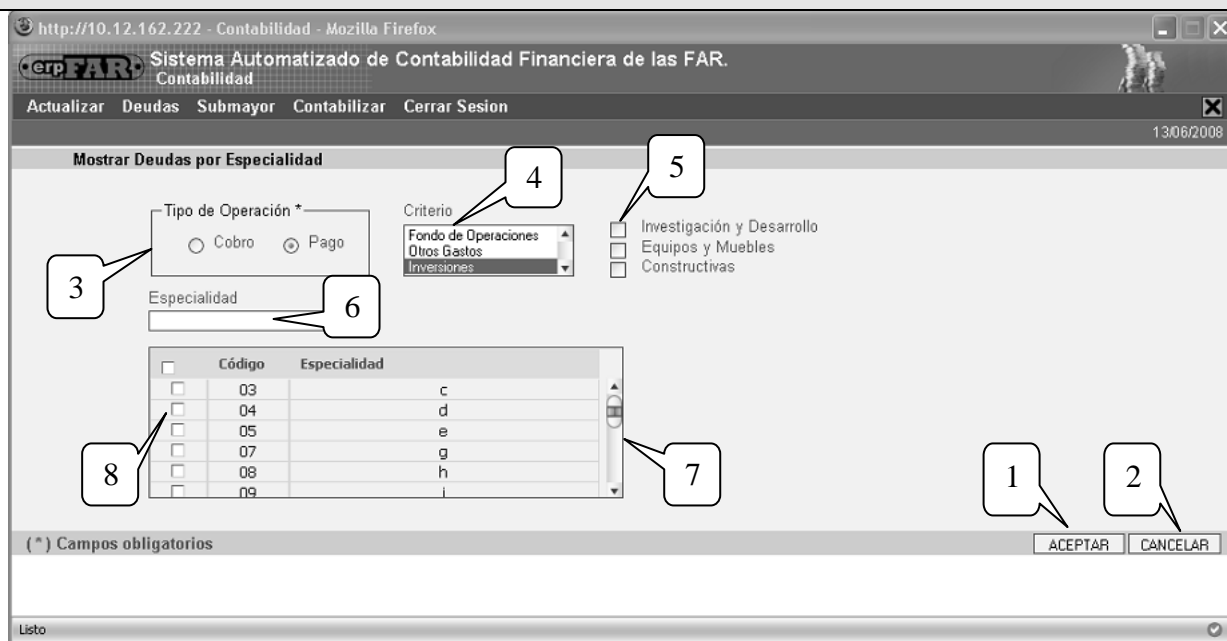 http://10.12.162.222 - Contabilidad - Mozilla Firefox
erpFAR Sistema Automatizado de Contabilidad Financiera de las FAR.
Contabilidad
Actualizar Deudas Submayor Contabilizar Cerrar Sesion
13/06/2008
Mostrar Deudas por Especialidad
4
5
Tipo de Operación *
Criterio
Cobro Pago
Fondo de Operaciones
Otros Gastos
Inversiones
Investigación y Desarrollo
Equipos y Muebles
Constructivas
3
Especialidad
6
Código Especialidad
03 c
04 d
05 e
07 g
08 h
09 i
8
7
1
2
(*) Campos obligatorios
ACEPTAR CANCELAR
Listo